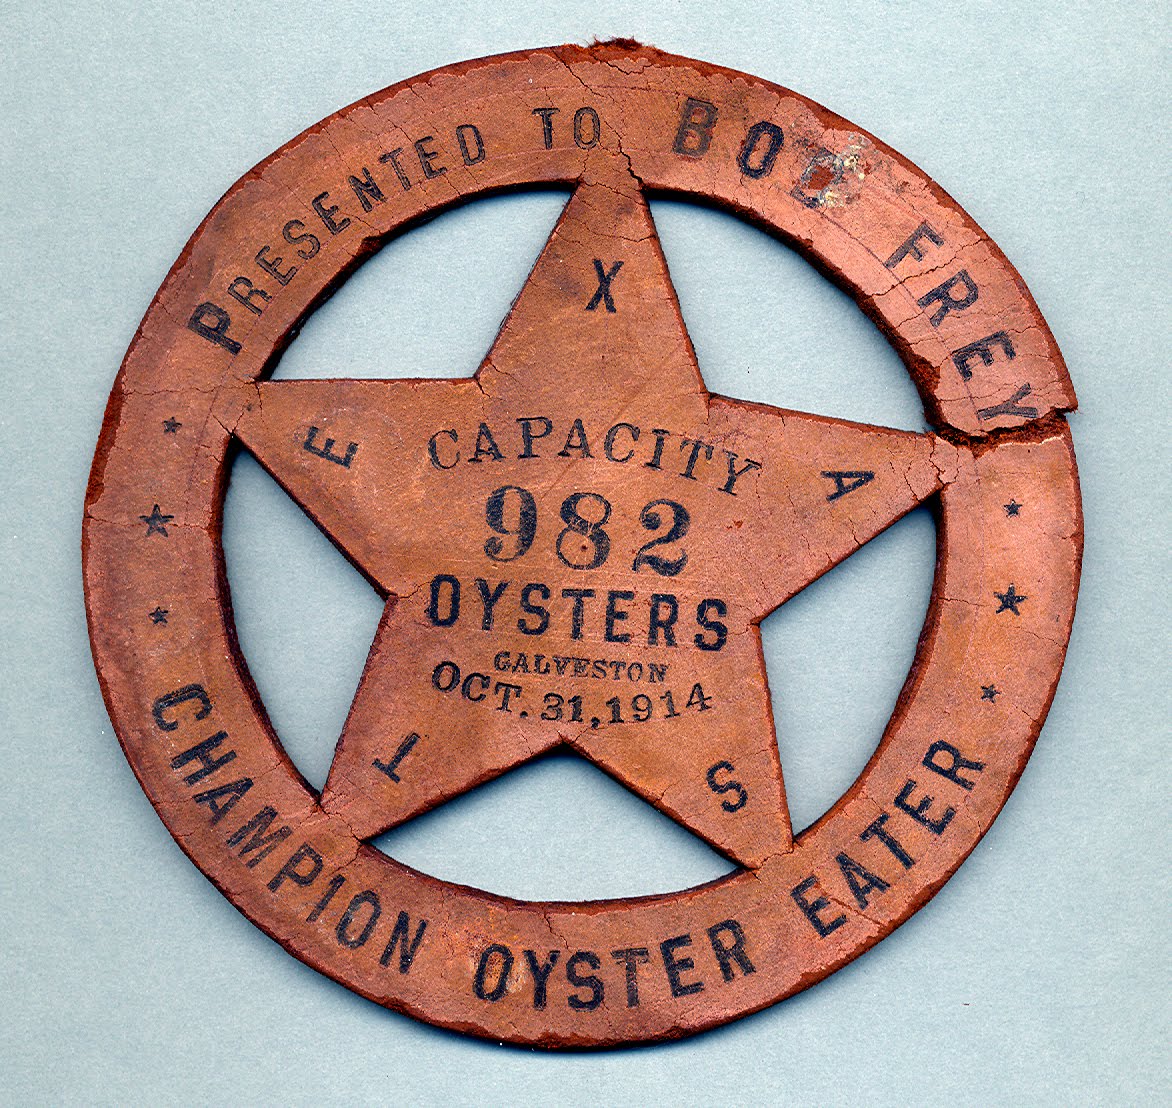 PRESENTED TO BOB FREY
T E X A S
CAPACITY
982
OYSTERS
GALVESTON
OCT. 31, 1914
CHAMPION OYSTER EATER